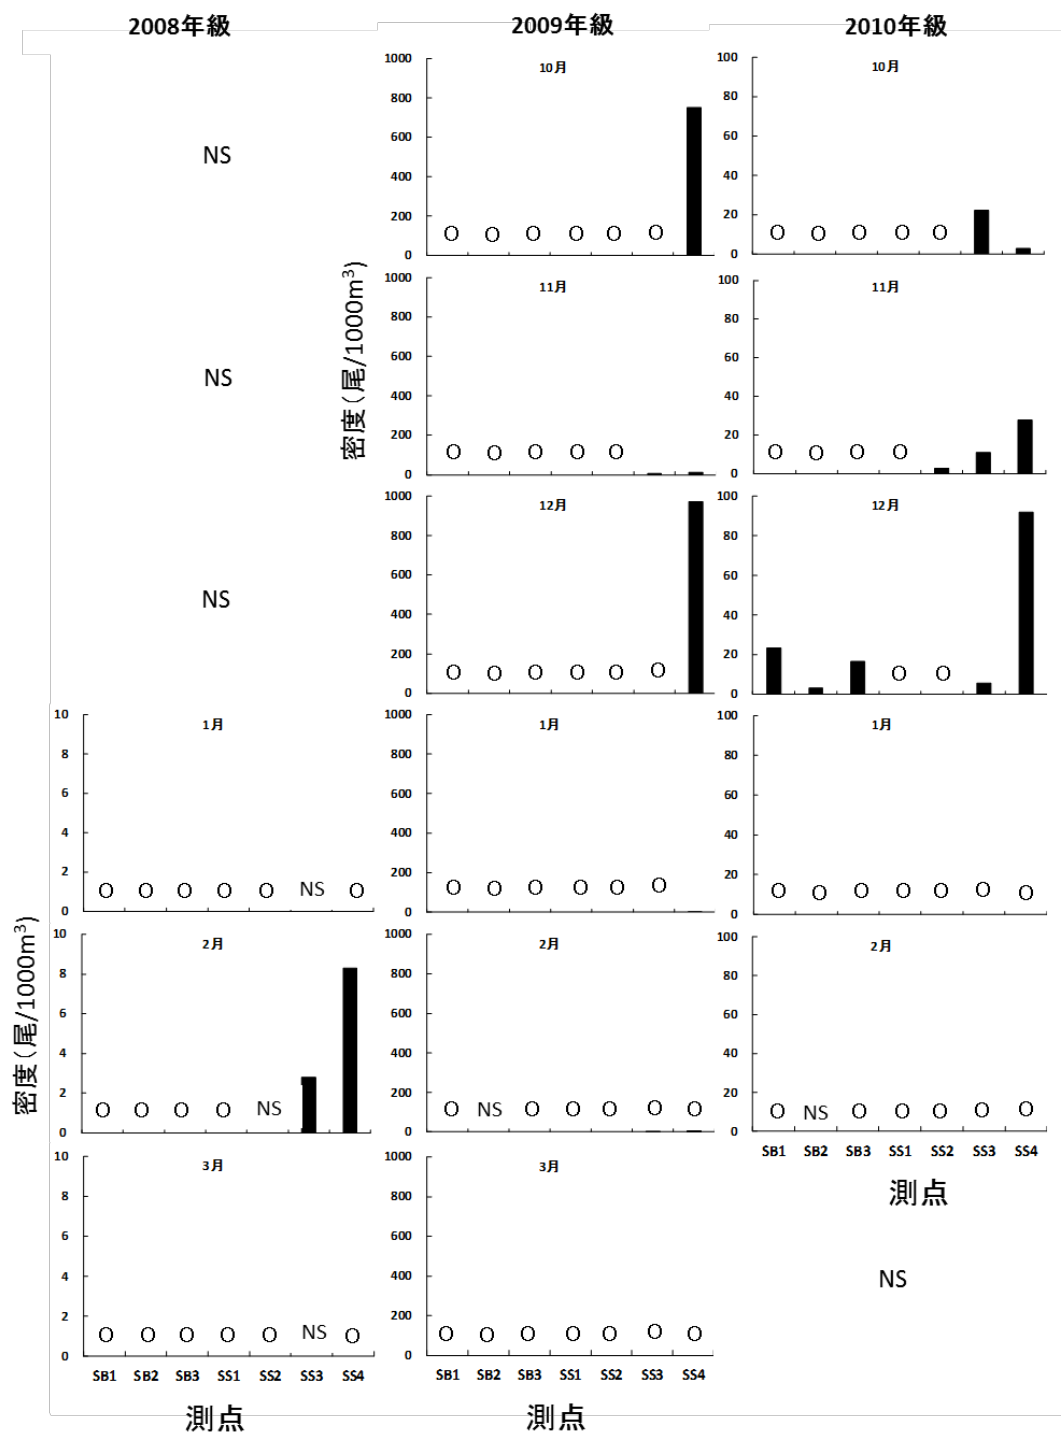 2008年級 2009年級 2010年級
NS
密度(尾/1000m³)
10月
1000
800
600
400
200
0
O O O O O O
10月
100
80
60
40
20
0
O O O O O
NS
11月
1000
800
600
400
200
0
O O O O O
11月
100
80
60
40
20
0
O O O O
NS
12月
1000
800
600
400
200
0
O O O O O O
12月
100
80
60
40
20
0
O O
密度(尾/1000m³)
1月
10
8
6
4
2
0
O O O O O NS O
1月
1000
800
600
400
200
0
O O O O O O
1月
100
80
60
40
20
0
O O O O O O O
2月
10
8
6
4
2
0
O O O O NS
2月
1000
800
600
400
200
0
O NS O O O O O
2月
100
80
60
40
20
0
O NS O O O O O
SB1 SB2 SB3 SS1 SS2 SS3 SS4
測点
3月
10
8
6
4
2
0
O O O O O NS O
SB1 SB2 SB3 SS1 SS2 SS3 SS4
測点
3月
1000
800
600
400
200
0
O O O O O O O
SB1 SB2 SB3 SS1 SS2 SS3 SS4
測点
NS